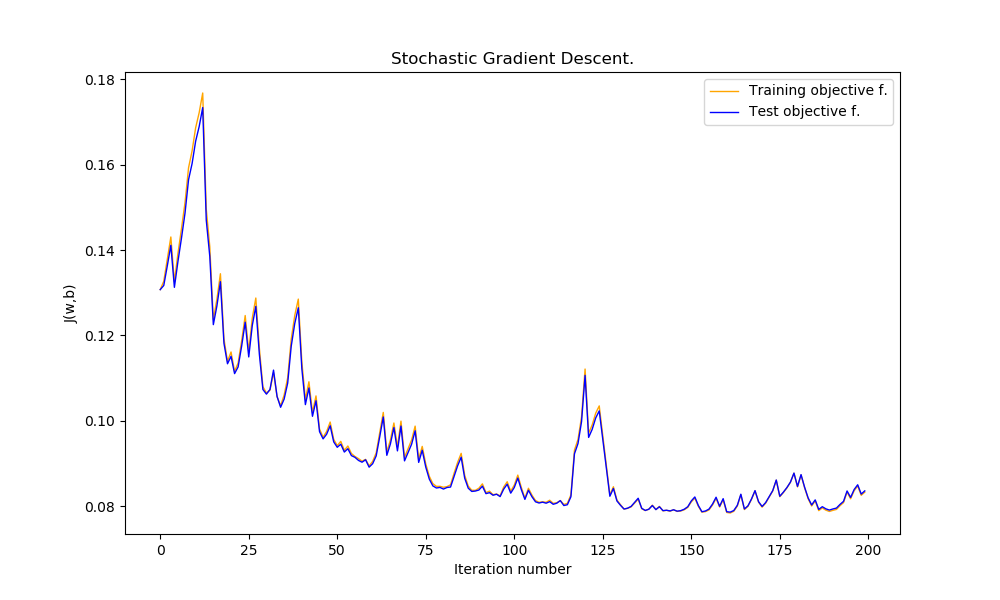 Stochastic Gradient Descent.
Training objective f.
Test objective f.
0.18
0.16
0.14
0.12
0.10
0.08
J(w,b)
0 25 50 75 100 125 150 175 200
Iteration number